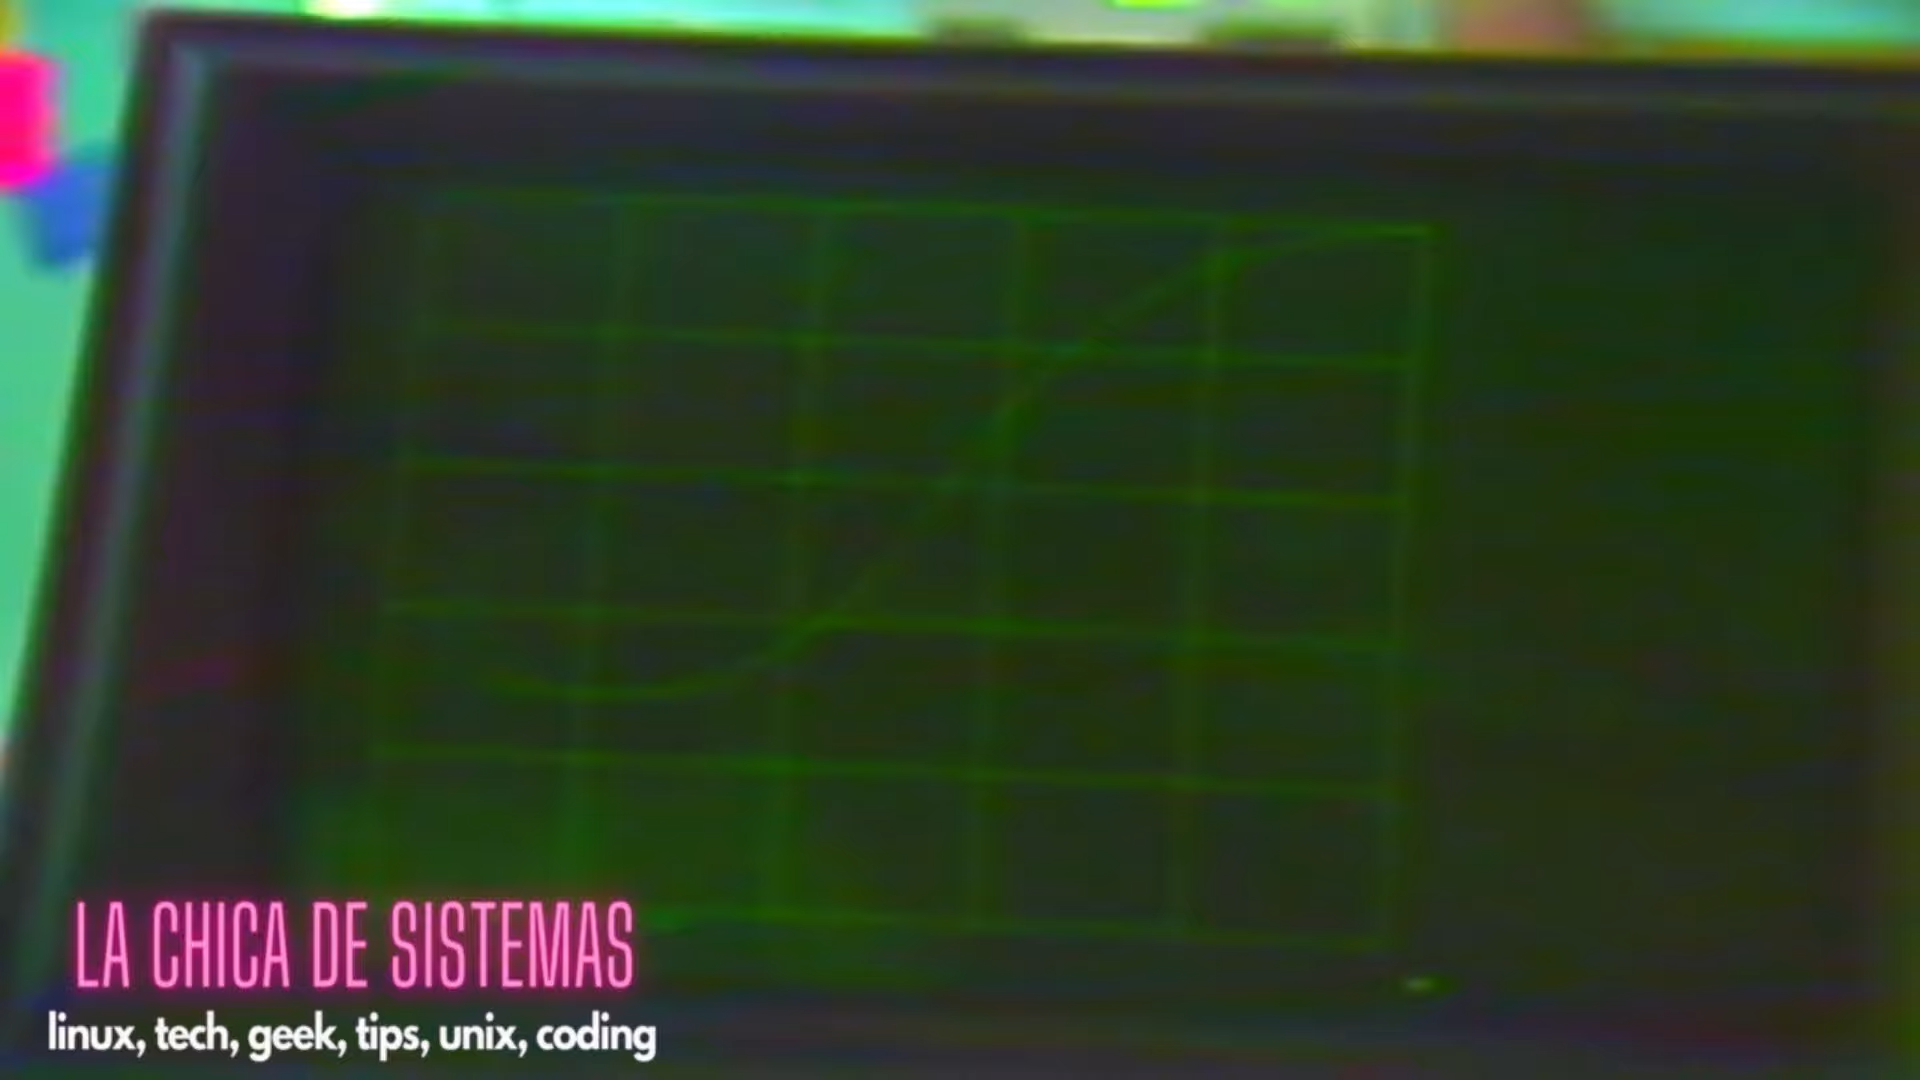 LA CHICA DE SISTEMAS
linux, tech, geek, tips, unix, coding